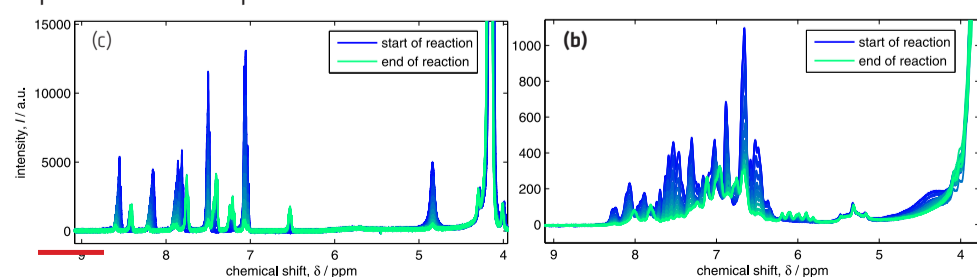 (c)
start of reaction
end of reaction
15000
10000
5000
0
intensity, I / a.u.
9 8 7 6 5 4
chemical shift, δ / ppm
(b)
start of reaction
end of reaction
1000
800
600
400
200
0
9 8 7 6 5 4
chemical shift, δ / ppm